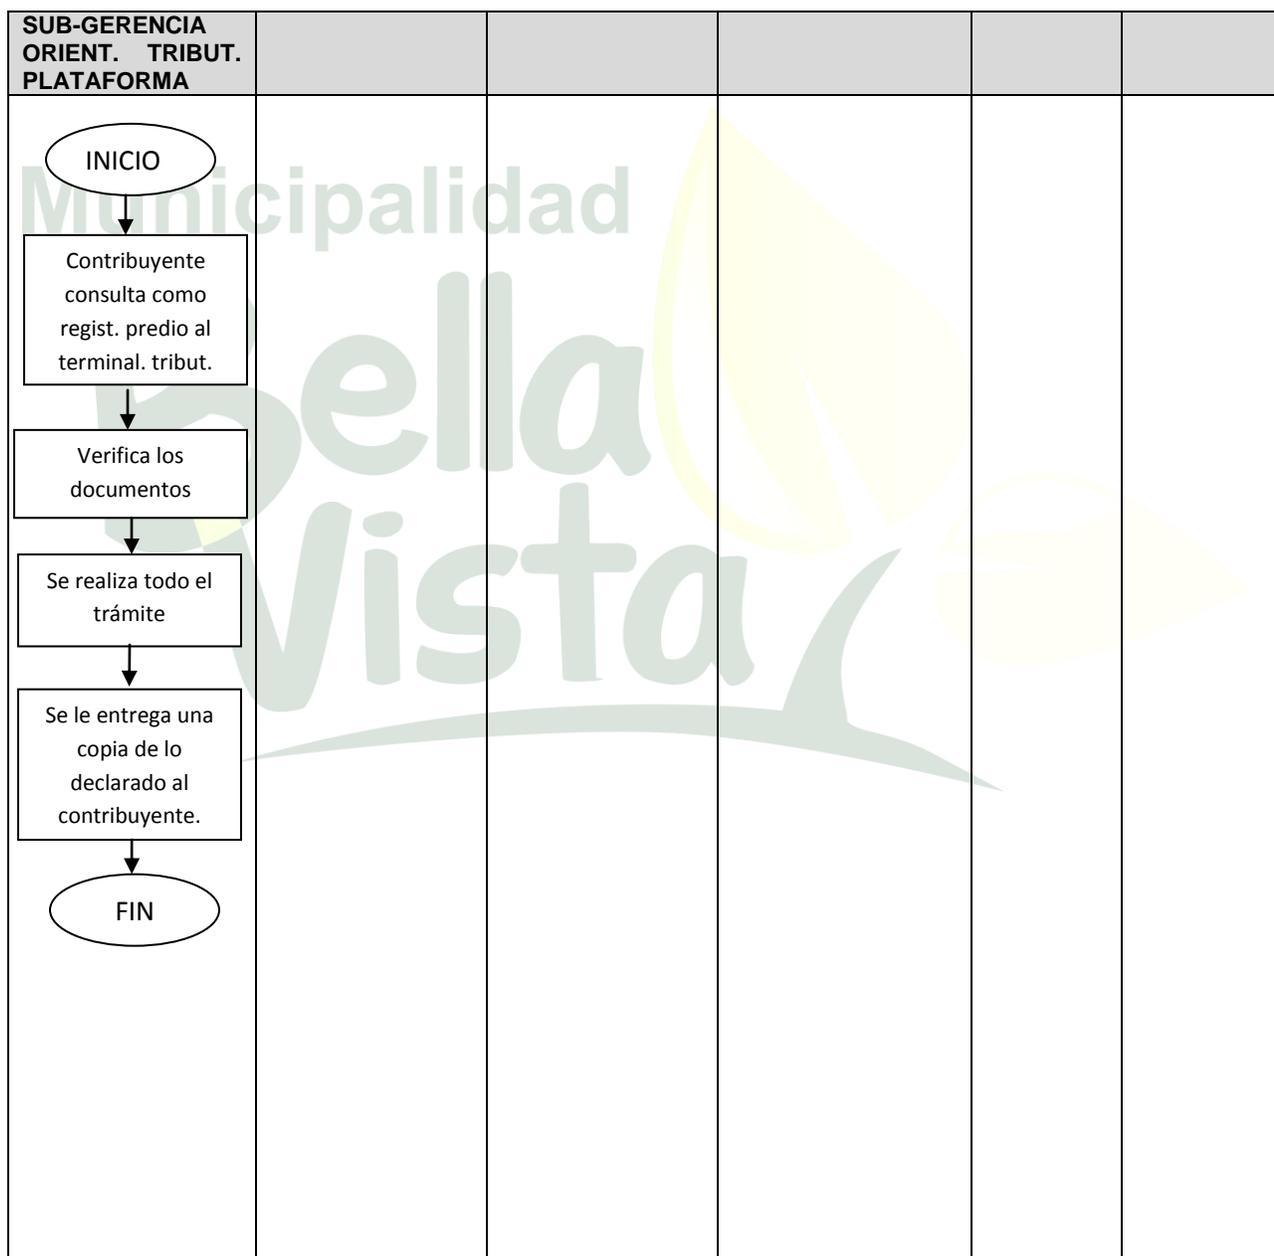 SUB-GERENCIA
ORIENT. TRIBUT.
PLATAFORMA
INICIO
Municipalidad
Contribuyente
consulta como
regist. predio al
terminal. tribut.
Bella
Verifica los
documentos
Vista
Se realiza todo el
trámite
Se le entrega una
copia de lo
declarado al
contribuyente.
FIN